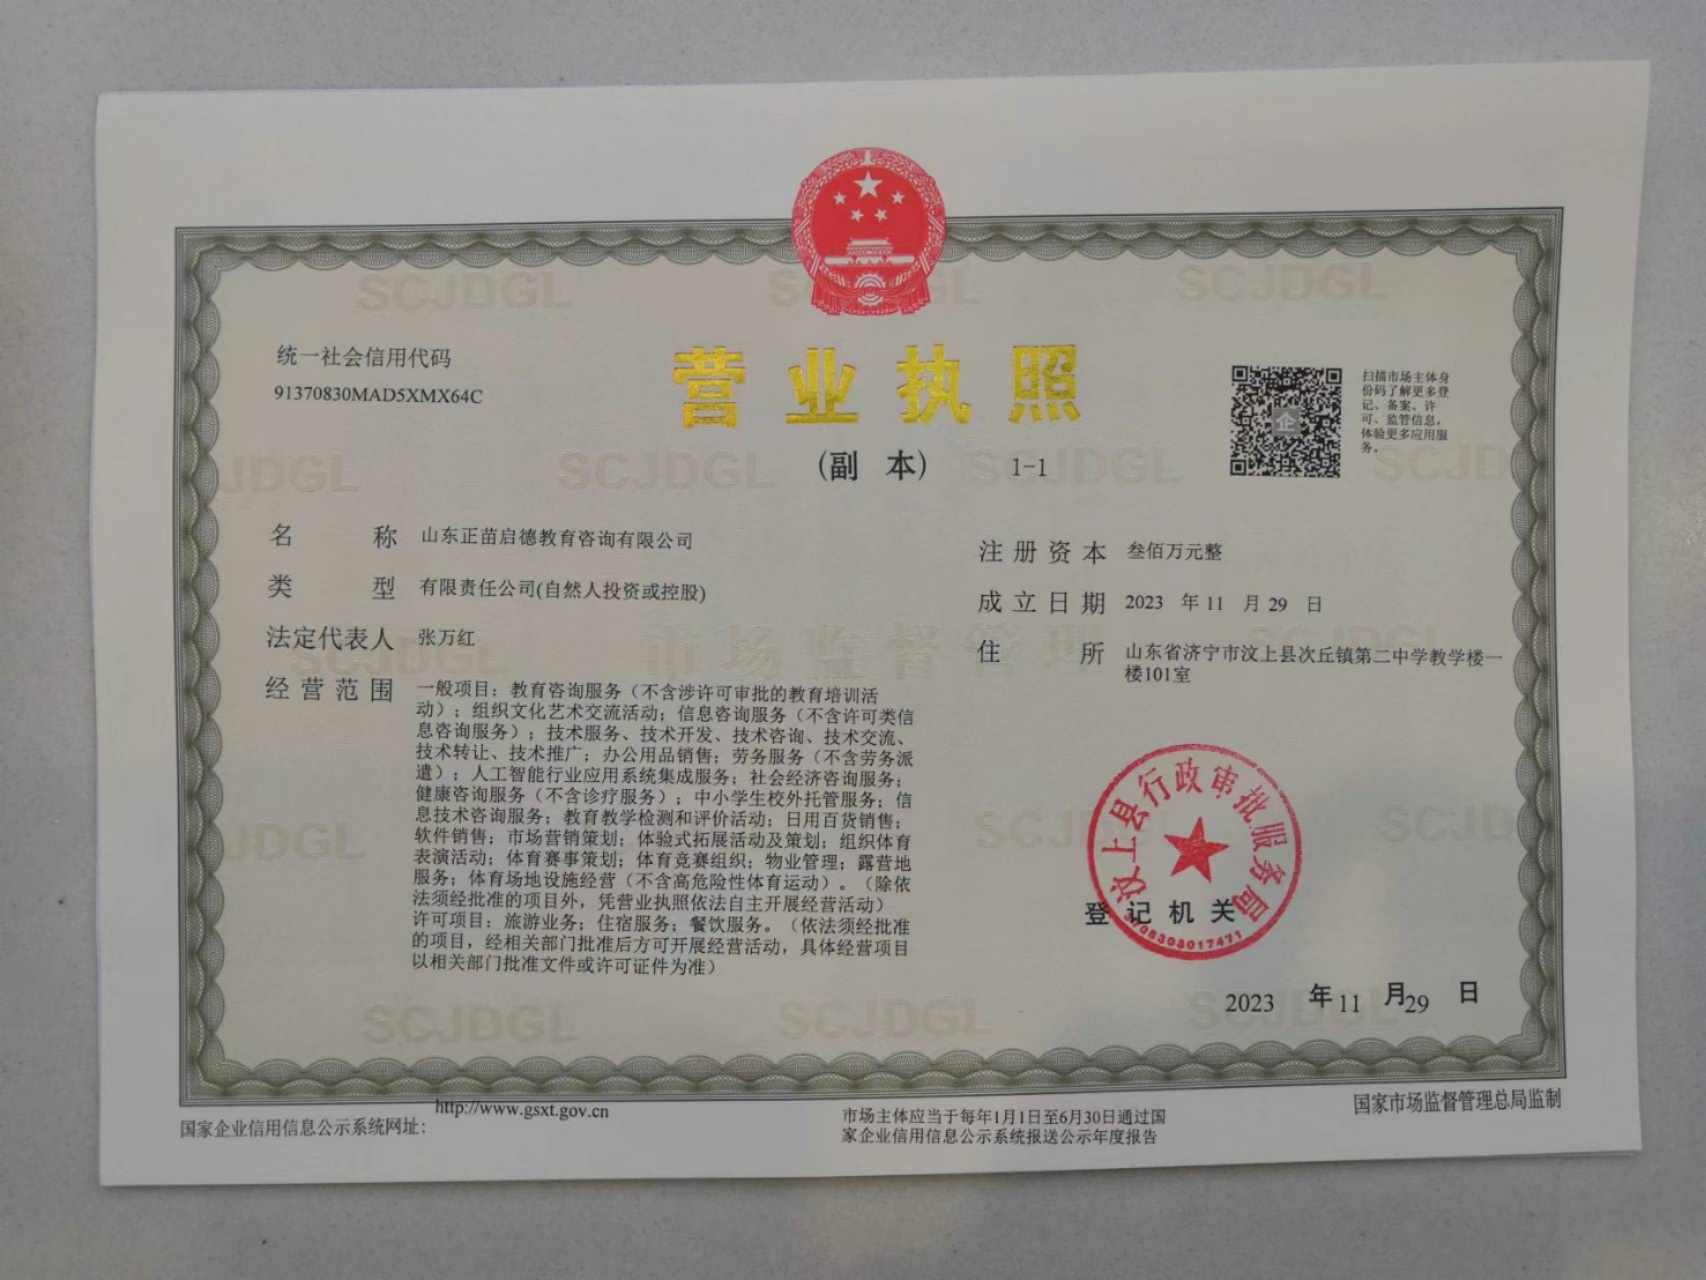 统一社会信用代码
91370830MAD5XMX64C
营业执照
(副 本) 1-1
扫描市场主体身
份码了解更多登
记、备案、许
可、监管信息,
体验更多应用服
务。
名 称 山东正苗启德教育咨询有限公司
类 型 有限责任公司(自然人投资或控股)
法定代表人 张万红
经营范围 一般项目：教育咨询服务（不含涉许可审批的教育培训活
动）；组织文化艺术交流活动；信息咨询服务（不含许可类信
息咨询服务）；技术服务、技术开发、技术咨询、技术交流、
技术转让、技术推广；办公用品销售；劳务服务（不含劳务派
遣）；人工智能行业应用系统集成服务；社会经济咨询服务；
健康咨询服务（不含诊疗服务）；中小学生校外托管服务；信
息技术咨询服务；教育教学检测和评价活动；日用百货销售；
软件销售；市场营销策划；体验式拓展活动及策划；组织体育
表演活动；体育赛事策划；体育竞赛组织；物业管理；露营地
服务；体育场地设施经营（不含高危险性体育运动）。（除依
法须经批准的项目外，凭营业执照依法自主开展经营活动）
许可项目：旅游业务；住宿服务；餐饮服务。（依法须经批准
的项目，经相关部门批准后方可开展经营活动，具体经营项目
以相关部门批准文件或许可证件为准）
注册资本 叁佰万元整
成立日期 2023 年 11 月 29 日
住 所 山东省济宁市汶上县次丘镇第二中学教学楼一
楼101室
汶上县行政审批服务局
登记机关
3708303017471
2023 年 11 月 29 日
国家企业信用信息公示系统网址: http://www.gsxt.gov.cn
市场主体应当于每年1月1日至6月30日通过国
家企业信用信息公示系统报送公示年度报告
国家市场监督管理总局监制
SCJDGL
市场监督管理